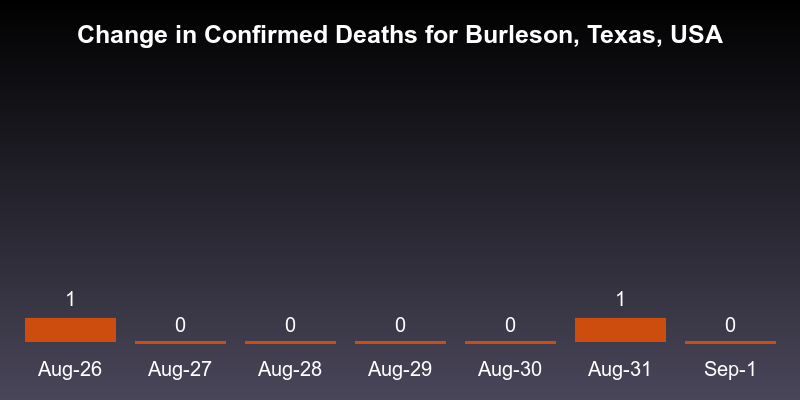 Change in Confirmed Deaths for Burleson, Texas, USA
1 0 0 0 0 1 0
Aug-26 Aug-27 Aug-28 Aug-29 Aug-30 Aug-31 Sep-1